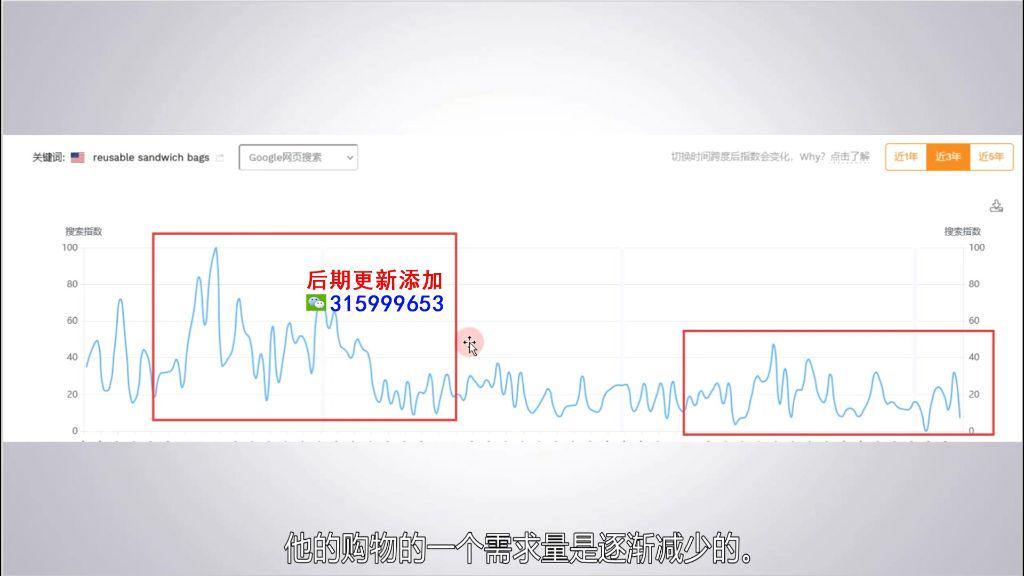 关键词: reusable sandwich bags Google网页搜索 切换时间跨度后指数会变化，Why? 点击了解 近1年 近3年 近5年
搜索指数 搜索指数
100 100
后期更新添加
80 80
315999653
60 60
40 40
20 20
0 0
他的购物的一个需求量是逐渐减少的。